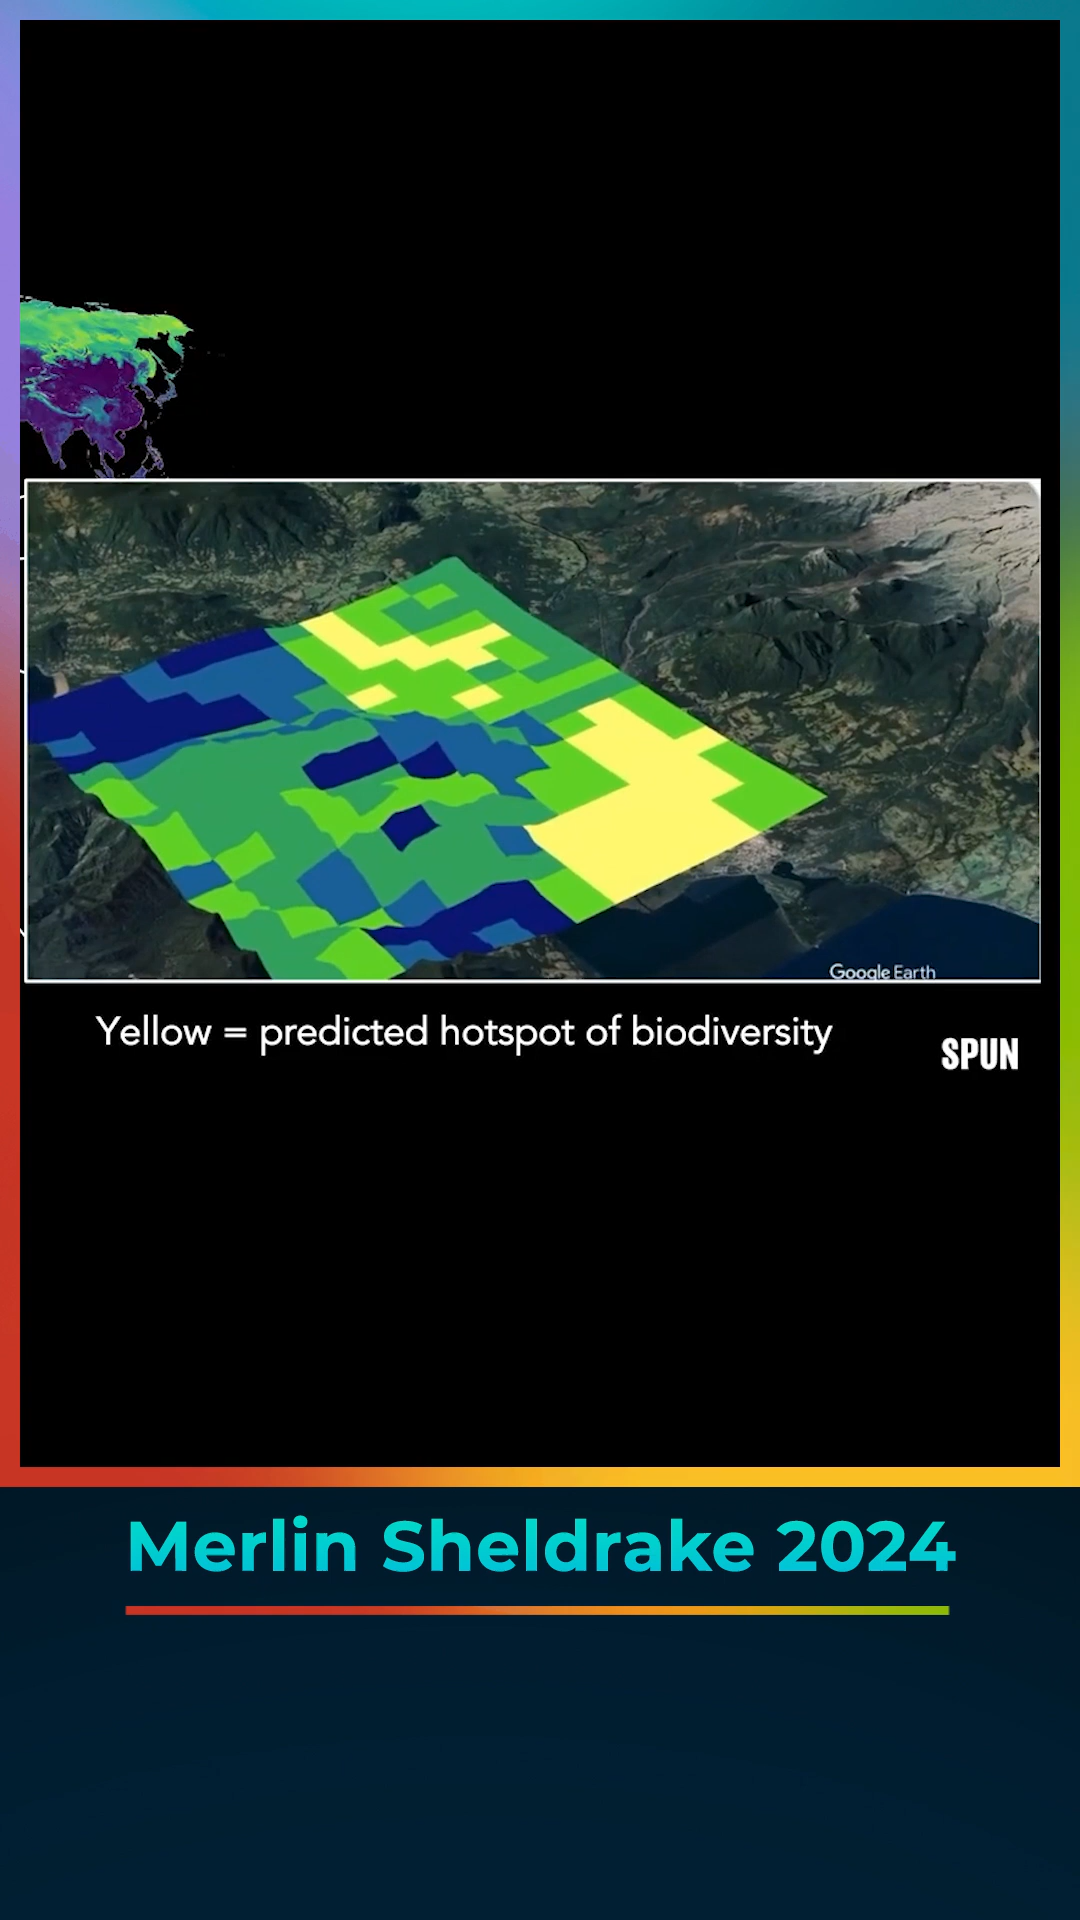 Google Earth
Yellow = predicted hotspot of biodiversity
SPUN
Merlin Sheldrake 2024